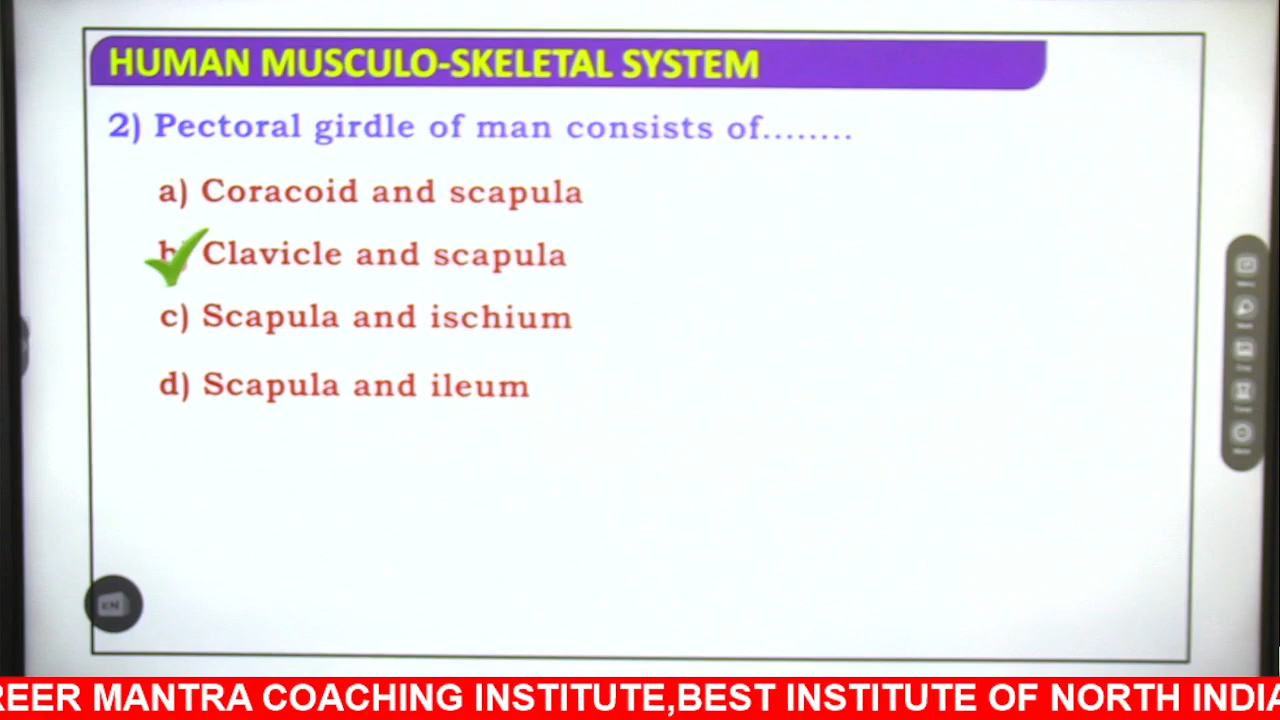 HUMAN MUSCULO-SKELETAL SYSTEM
2) Pectoral girdle of man consists of........
a) Coracoid and scapula
b) Clavicle and scapula
c) Scapula and ischium
d) Scapula and ileum
EN
REER MANTRA COACHING INSTITUTE,BEST INSTITUTE OF NORTH INDIA